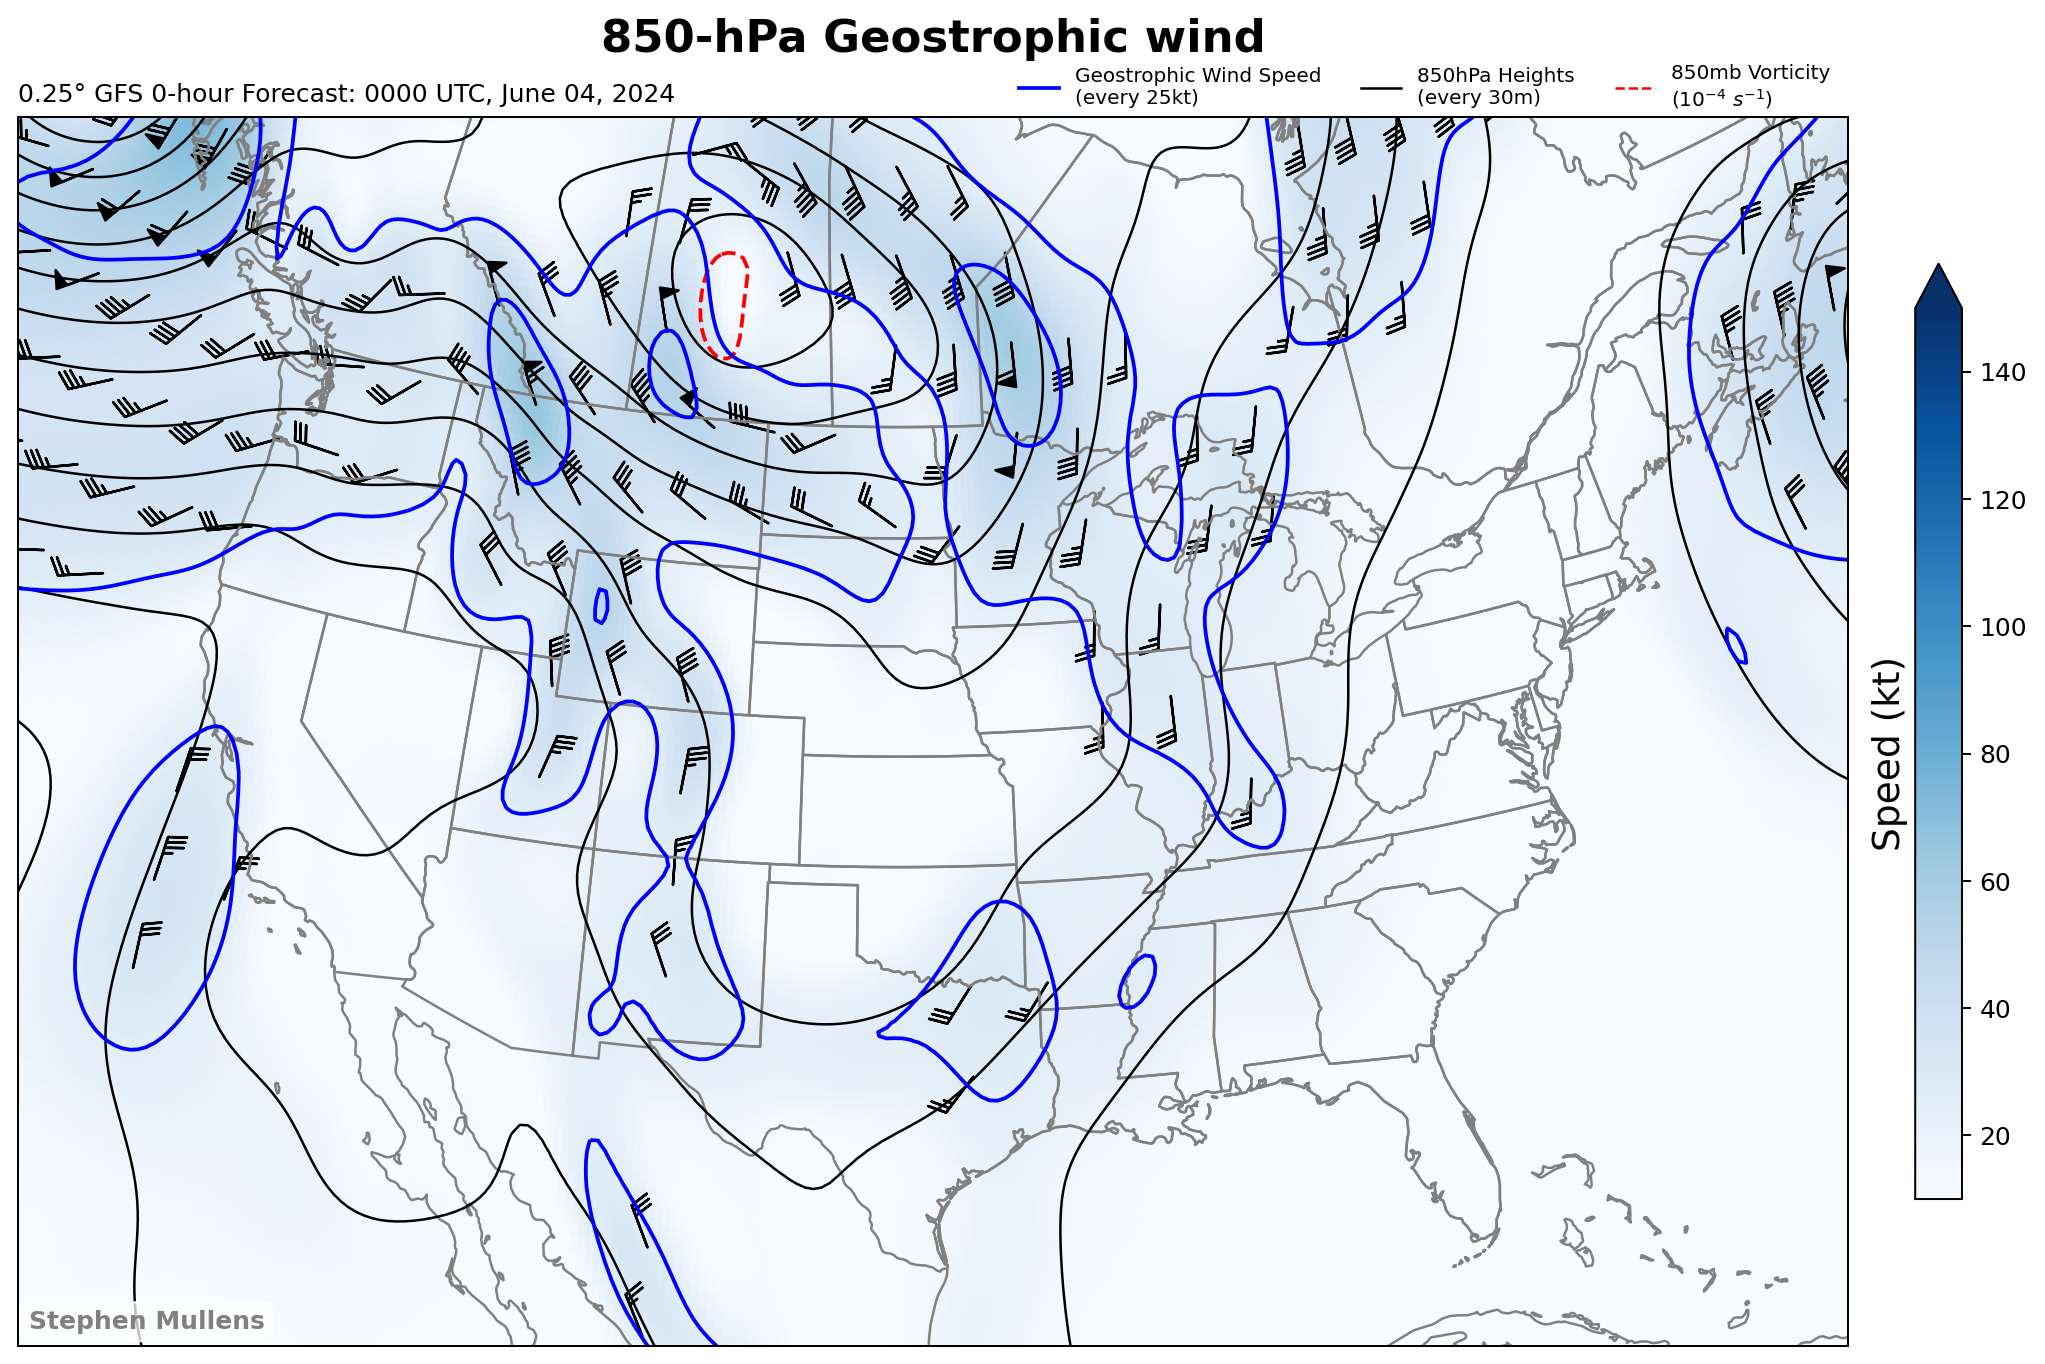 850-hPa Geostrophic wind
0.25° GFS 0-hour Forecast: 0000 UTC, June 04, 2024
Geostrophic Wind Speed
(every 25kt)
850hPa Heights
(every 30m)
850mb Vorticity
(10⁻⁴ s⁻¹)
140
120
100
80
60
40
20
Speed (kt)
Stephen Mullens